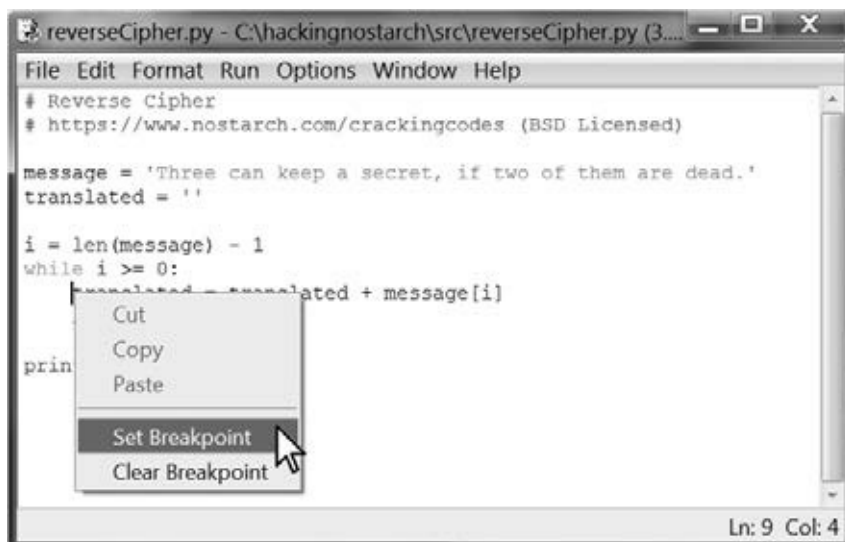 reverseCipher.py - C:\hackingnostarch\src\reverseCipher.py (3....
File Edit Format Run Options Window Help
# Reverse Cipher
# https://www.nostarch.com/crackingcodes (BSD Licensed)
message = 'Three can keep a secret, if two of them are dead.'
translated = ''
i = len(message) - 1
while i >= 0:
translated = translated + message[i]
Cut
Copy
prin
Paste
Set Breakpoint
Clear Breakpoint
Ln: 9 Col: 4